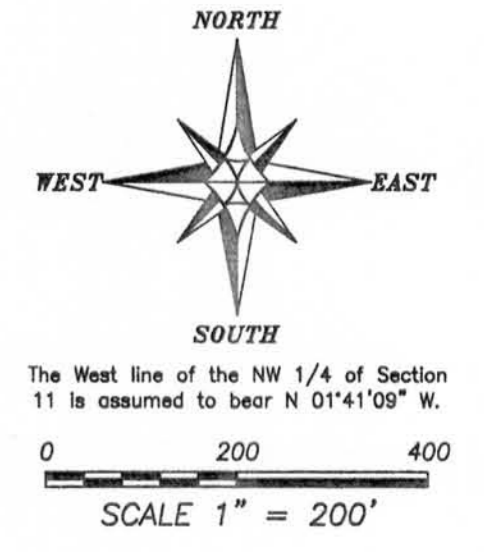 NORTH
WEST EAST
SOUTH
The West line of the NW 1/4 of Section
11 is assumed to bear N 01°41'09" W.
0 200 400
SCALE 1" = 200'